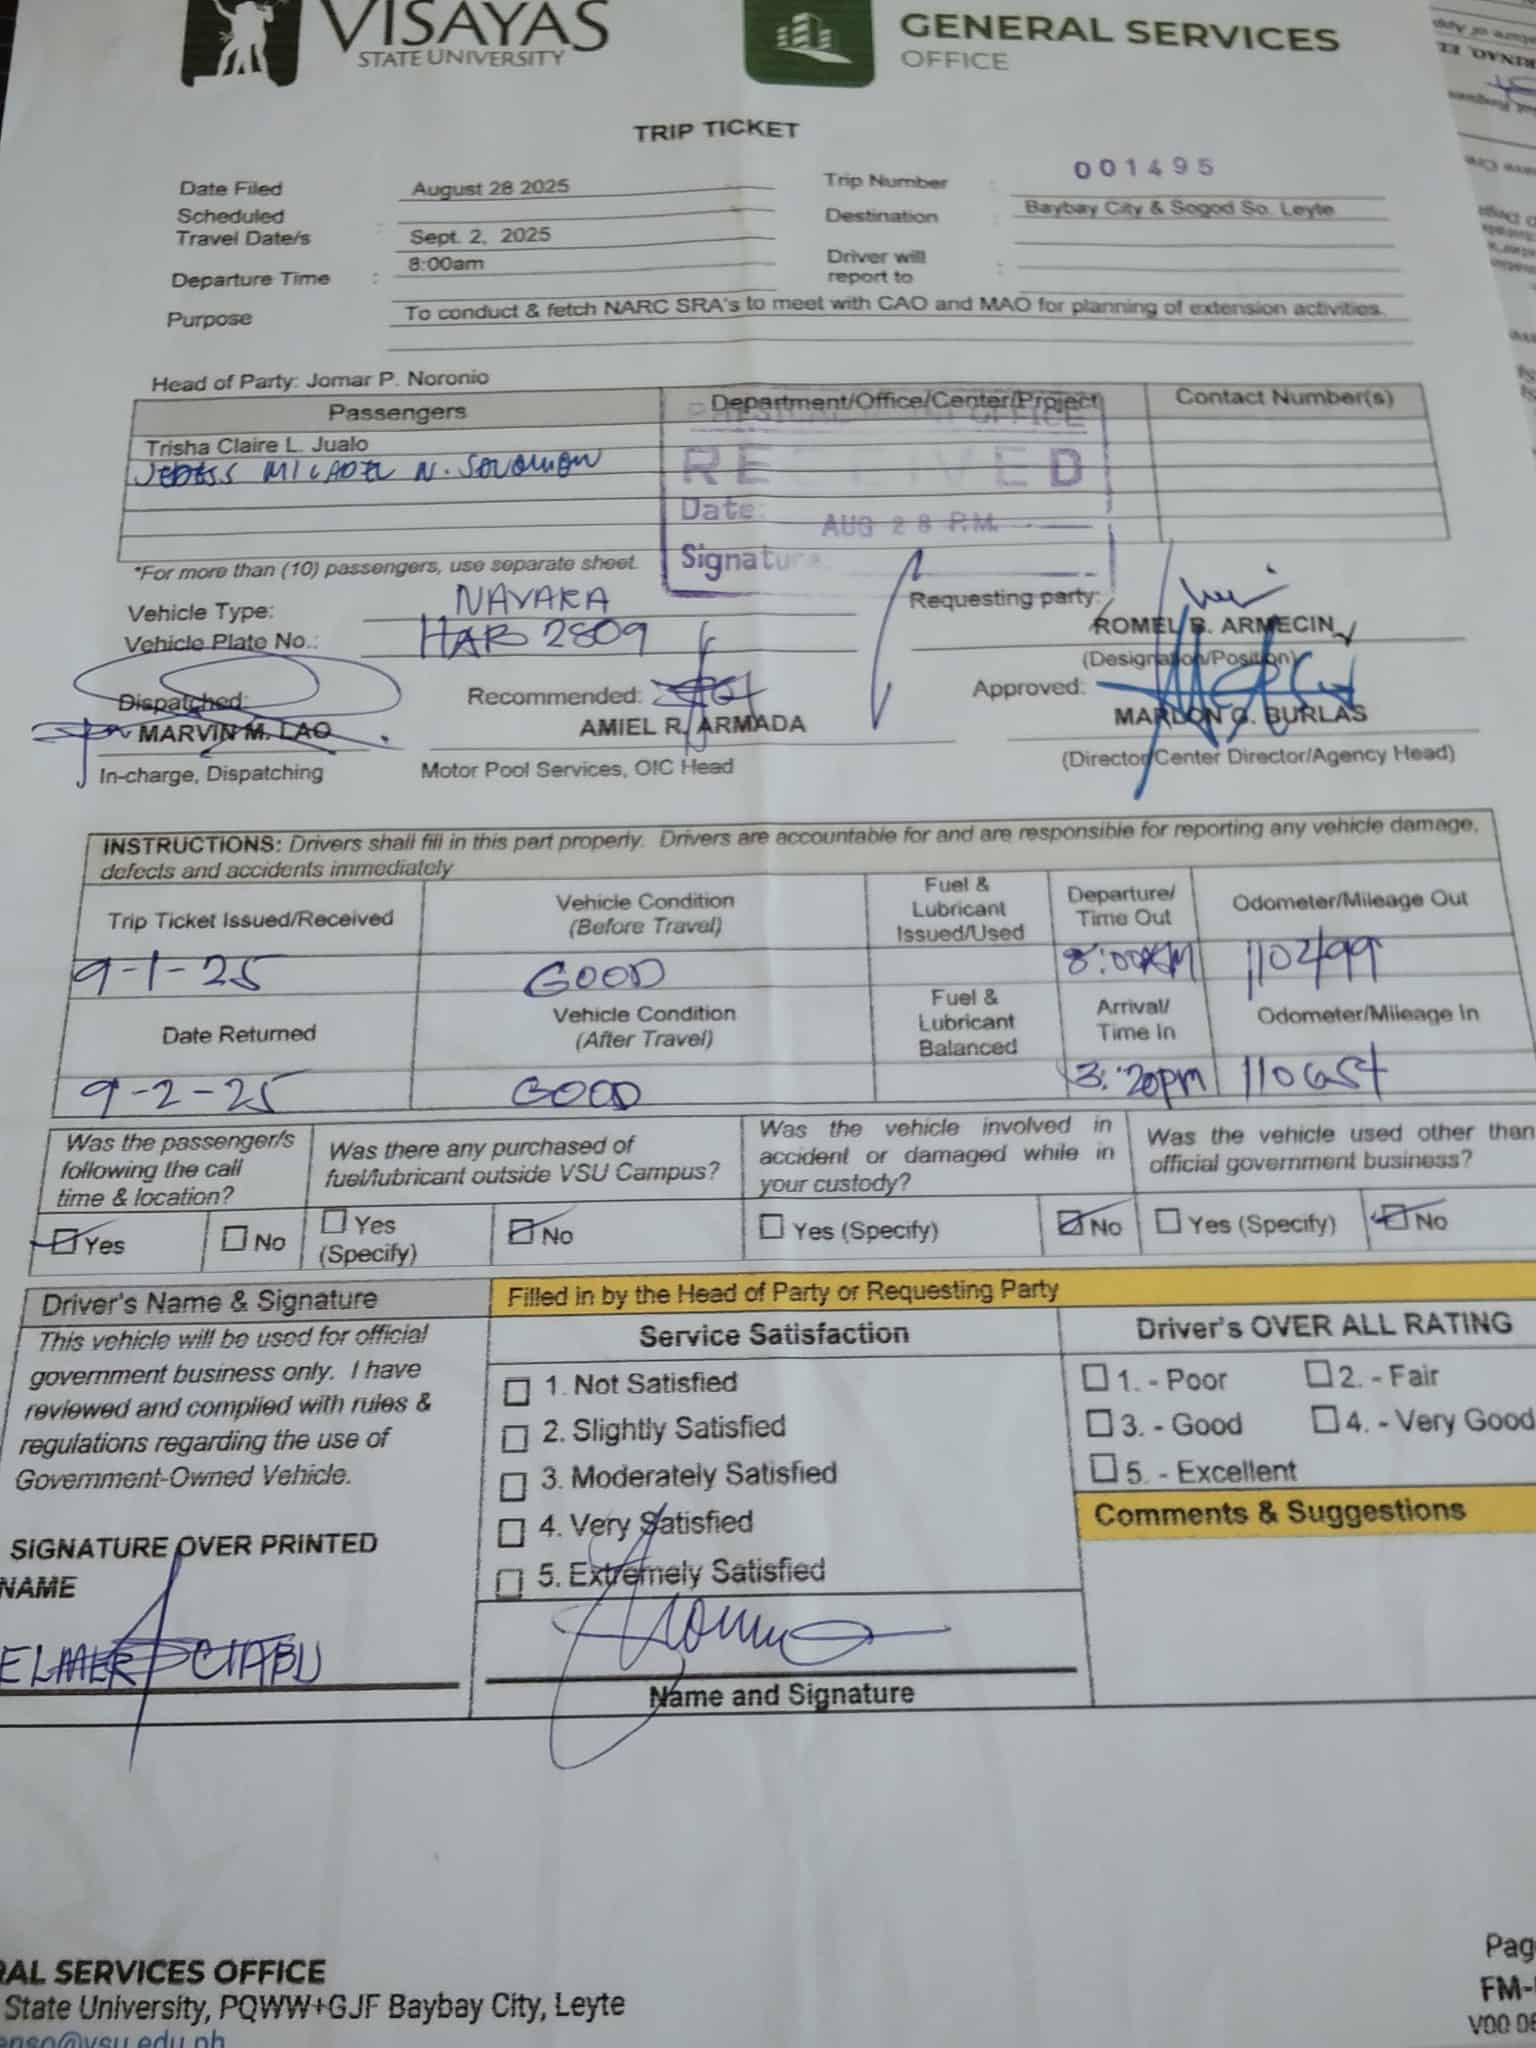 VISAYAS
STATE UNIVERSITY
GENERAL SERVICES
OFFICE
TRIP TICKET
Date Filed August 28 2025
Trip Number : 001495
Scheduled
Travel Date/s : Sept. 2, 2025
Destination : Baybay City & Sogod So. Leyte
Departure Time : 8:00am
Driver will
report to :
Purpose To conduct & fetch NARC SRA's to meet with CAO and MAO for planning of extension activities.
Head of Party: Jomar P. Noronio
Passengers Department/Office/Center/Project Contact Number(s)
Trisha Claire L. Jualo
N. SOLOMON
OFFICE
RECEIVED
Date: AUG 28 P.M.
Signature:
*For more than (10) passengers, use separate sheet.
Vehicle Type: NAVARA
Vehicle Plate No.: HAB 2809
Requesting party:
ROMEL B. ARMECIN
(Designation/Position)
Dispatched:
MARVIN M. LAO
In-charge, Dispatching
Recommended:
AMIEL R. ARMADA
Motor Pool Services, OIC Head
Approved:
MARLON G. BURLAS
(Director/Center Director/Agency Head)
INSTRUCTIONS: Drivers shall fill in this part properly. Drivers are accountable for and are responsible for reporting any vehicle damage,
defects and accidents immediately
Trip Ticket Issued/Received
Vehicle Condition
(Before Travel)
Fuel &
Lubricant
Issued/Used
Departure/
Time Out
Odometer/Mileage Out
9-1-25 GOOD 8:00AM
Date Returned
Vehicle Condition
(After Travel)
Fuel &
Lubricant
Balanced
Arrival/
Time In
Odometer/Mileage In
9-2-25 GOOD 3:20pm
Was the passenger/s
following the call
time & location?
Was there any purchased of
fuel/lubricant outside VSU Campus?
Was the vehicle involved in
accident or damaged while in
your custody?
Was the vehicle used other than
official government business?
Yes No
Yes
(Specify)
No
Yes (Specify) No
Yes (Specify) No
Driver's Name & Signature
This vehicle will be used for official
government business only. I have
reviewed and complied with rules &
regulations regarding the use of
Government-Owned Vehicle.
SIGNATURE OVER PRINTED
NAME
ELMER
Filled in by the Head of Party or Requesting Party
Service Satisfaction
1. Not Satisfied
2. Slightly Satisfied
3. Moderately Satisfied
4. Very Satisfied
5. Extremely Satisfied
Name and Signature
Driver's OVER ALL RATING
1. - Poor 2. - Fair
3. - Good 4. - Very Good
5. - Excellent
Comments & Suggestions
RAL SERVICES OFFICE
State University, PQWW+GJF Baybay City, Leyte
@vsu.edu.ph
Pag
FM-